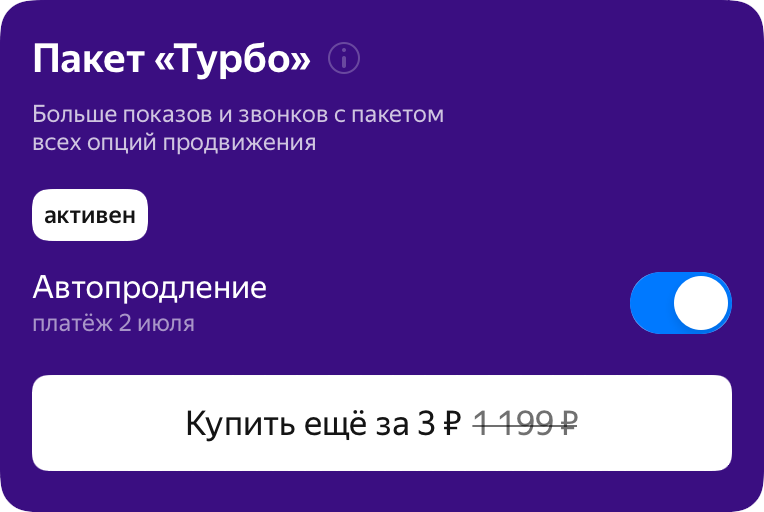 Пакет «Турбо»
Больше показов и звонков с пакетом
всех опций продвижения
активен
Автопродление
платёж 2 июля
Купить ещё за 3 ₽ 1 199 ₽